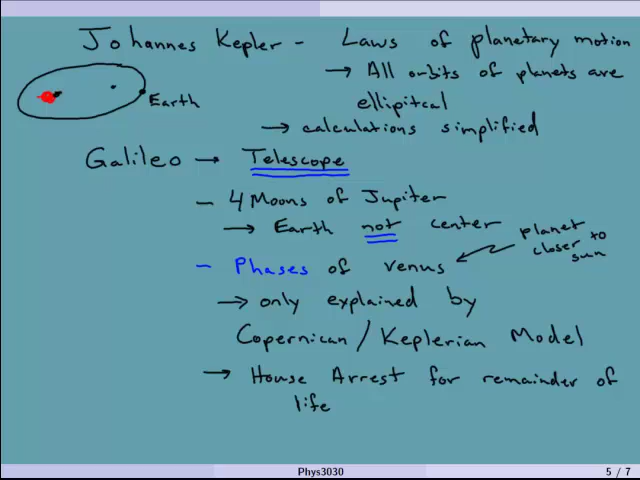 Johannes Kepler - Laws of planetary motion
→ All orbits of planets are
ellipitcal
Earth
→ calculations simplified
Galileo → Telescope
- 4 Moons of Jupiter
→ Earth not center
planet
closer to
sun
- Phases of venus
→ only explained by
Copernican / Keplerian Model
→ House Arrest for remainder of
life
Phys3030
5 / 7